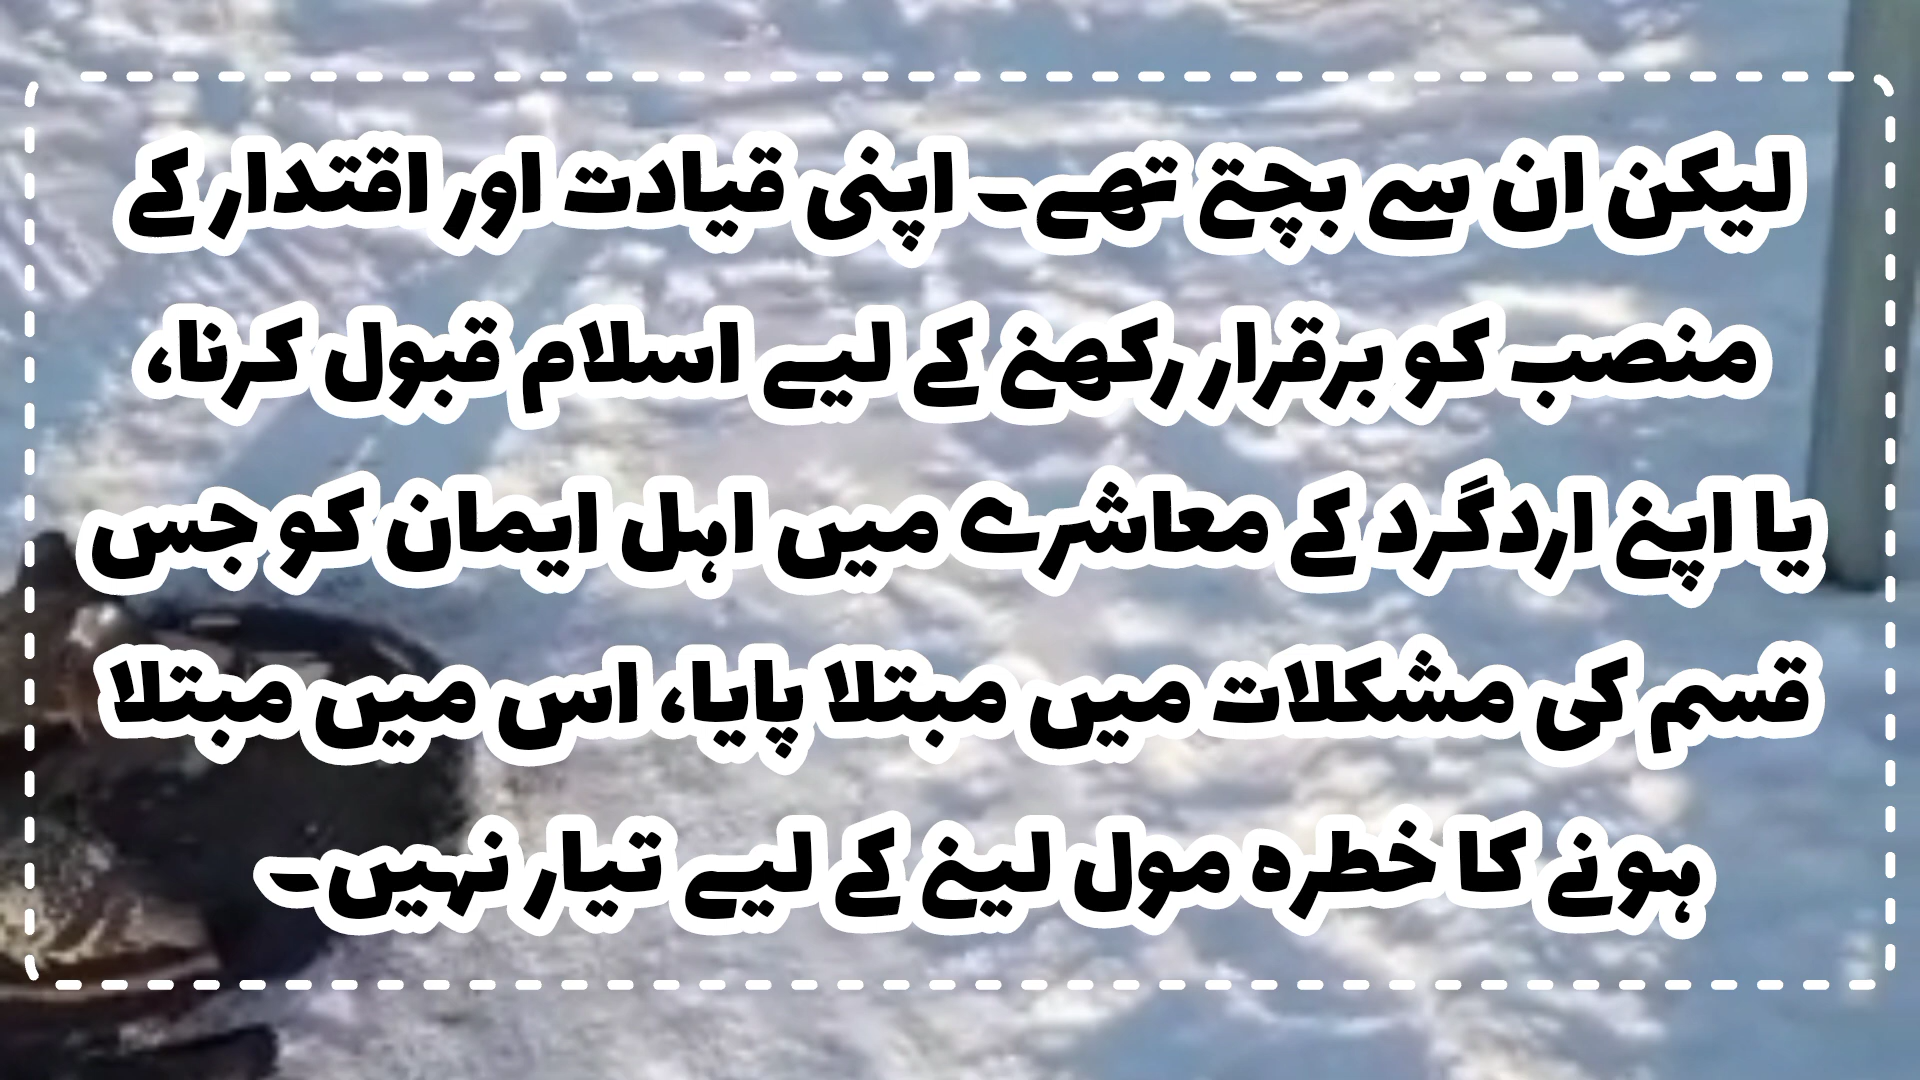 لیکن ان سے بچتے تھے۔ اپنی قیادت اور اقتدار کے
منصب کو برقرار رکھنے کے لیے اسلام قبول کرنا،
یا اپنے اردگرد کے معاشرے میں اہل ایمان کو جس
قسم کی مشکلات میں مبتلا پایا، اس میں مبتلا
ہونے کا خطرہ مول لینے کے لیے تیار نہیں۔